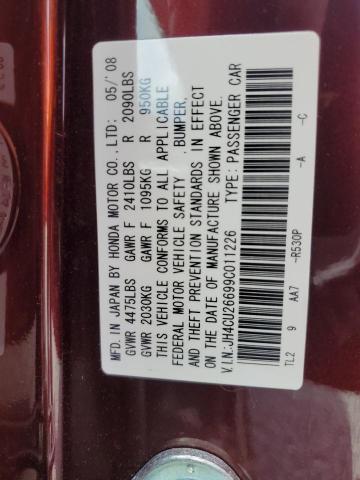 MFD. IN JAPAN BY HONDA MOTOR CO., LTD: 05/'08
GVWR 4475LBS GAWR F 2410LBS R 2090LBS
GVWR 2030KG GAWR F 1095KG R 950KG
THIS VEHICLE CONFORMS TO ALL APPLICABLE
FEDERAL MOTOR VEHICLE SAFETY , BUMPER,
AND THEFT PREVENTION STANDARDS IN EFFECT
ON THE DATE OF MANUFACTURE SHOWN ABOVE.
V.I.N.:JH4CU26699C011226 TYPE: PASSENGER CAR
TL2 9 AA7 -R530P -A -C